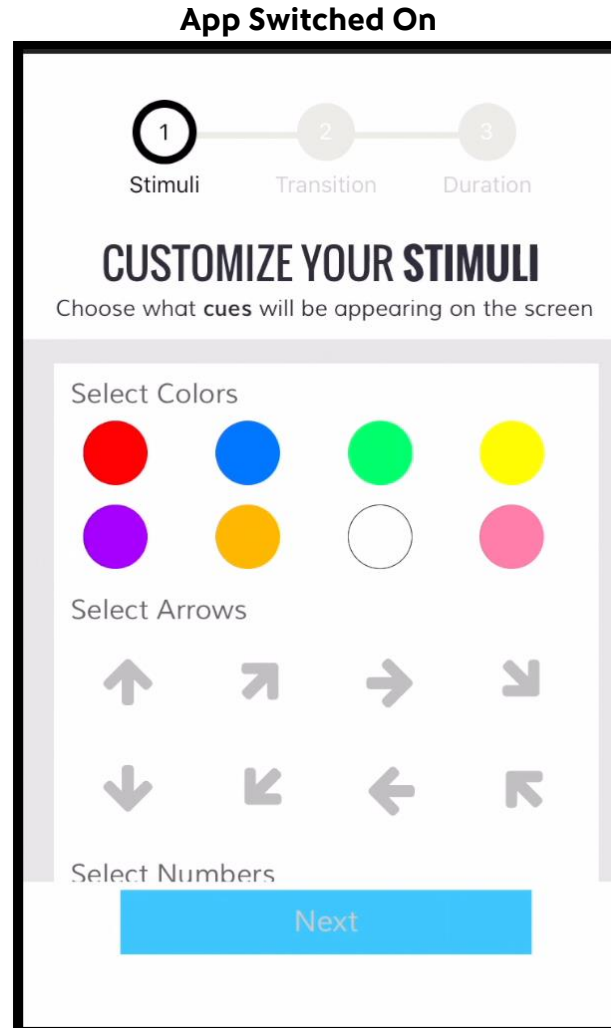 App Switched On
1
2
3
Stimuli
Transition
Duration
CUSTOMIZE YOUR STIMULI
Choose what cues will be appearing on the screen
Select Colors
Select Arrows
Select Numbers
Next